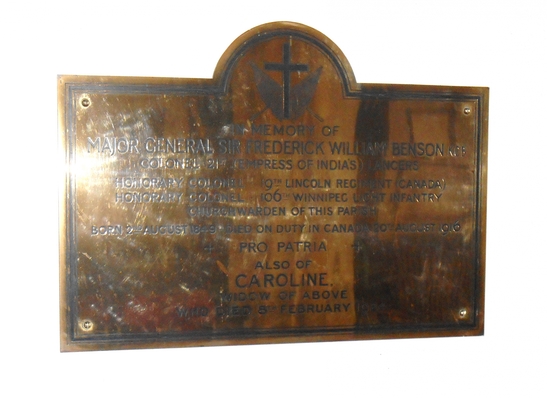 IN MEMORY OF
MAJOR GENERAL SIR FREDERICK WILLIAM BENSON K.C.B.
COLONEL 21ST (EMPRESS OF INDIA'S) LANCERS
HONORARY COLONEL 19TH LINCOLN REGIMENT (CANADA)
HONORARY COLONEL 106TH WINNIPEG LIGHT INFANTRY
CHURCHWARDEN OF THIS PARISH
BORN 2ND AUGUST 1849 DIED ON DUTY IN CANADA 20TH AUGUST 1916
PRO PATRIA
ALSO OF
CAROLINE,
WIDOW OF ABOVE
WHO DIED 8TH FEBRUARY